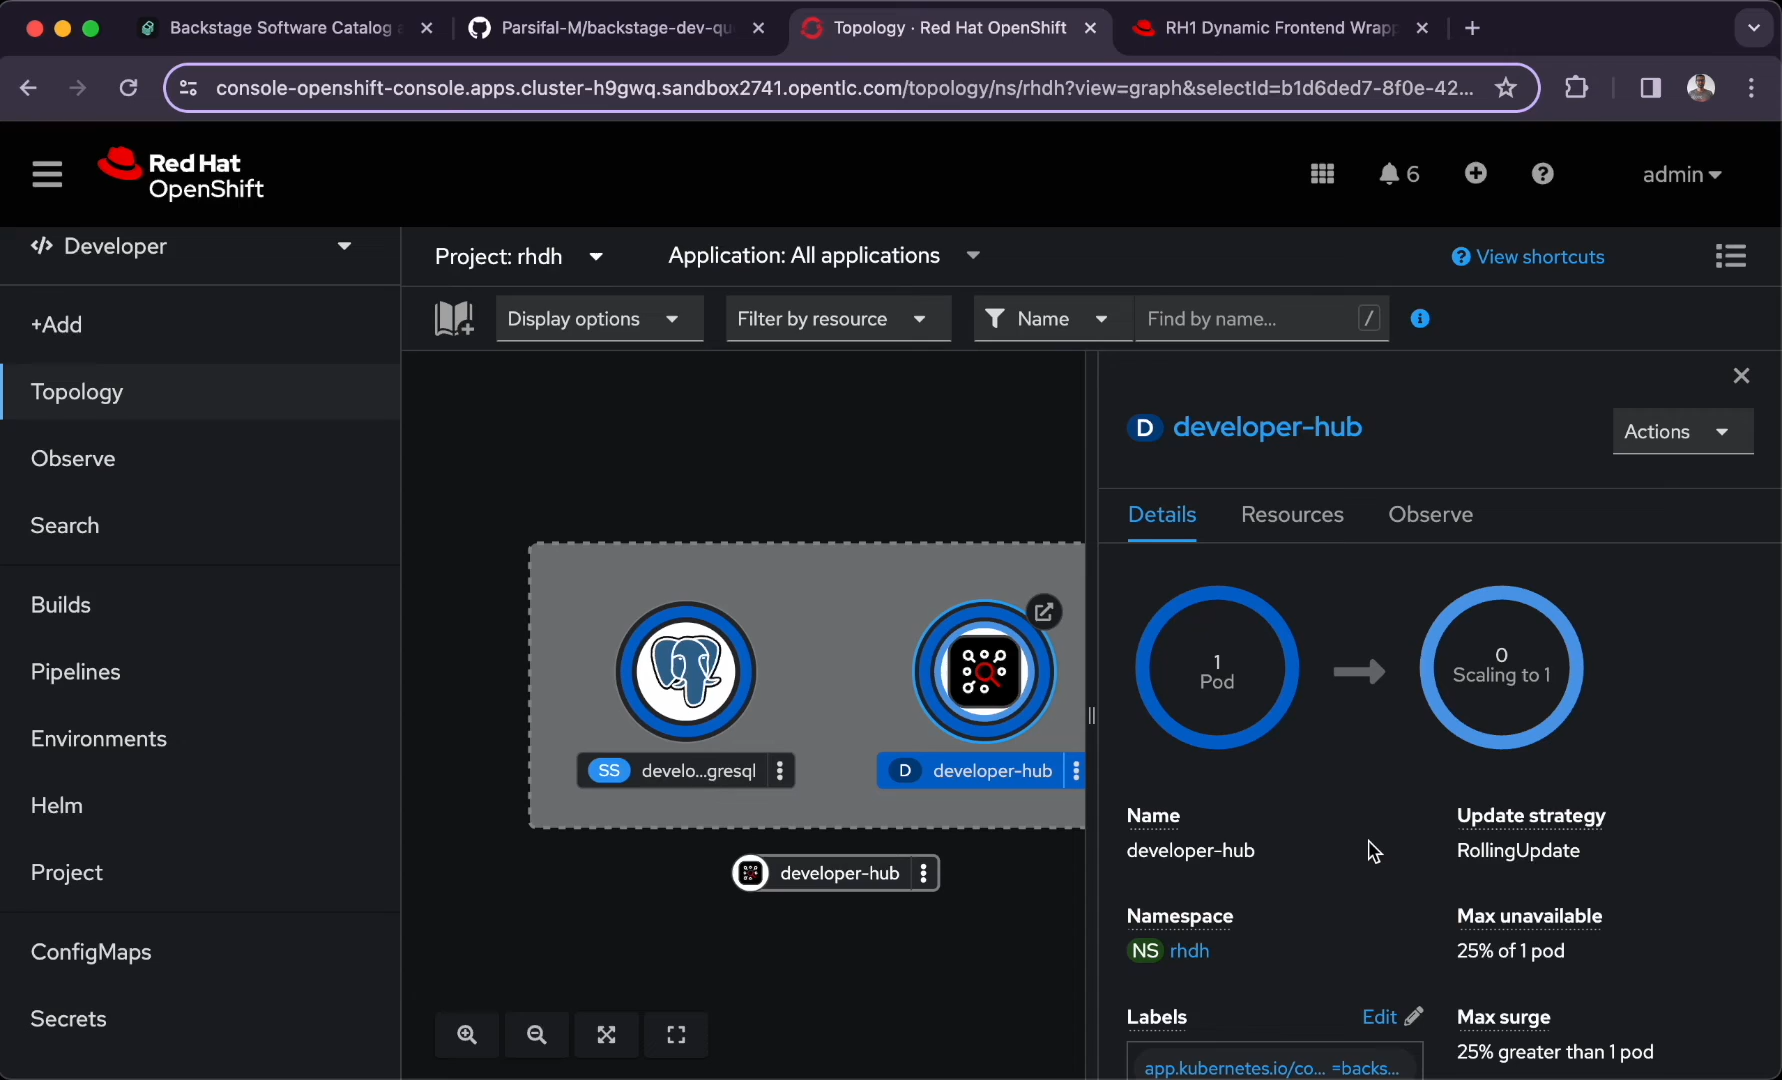 Backstage Software Catalog a
Parsifal-M/backstage-dev-qu
Topology · Red Hat OpenShift
RH1 Dynamic Frontend Wrapp
console-openshift-console.apps.cluster-h9gwq.sandbox2741.opentlc.com/topology/ns/rhdh?view=graph&selectId=b1d6ded7-8f0e-42...
Red Hat
OpenShift
6
admin
Developer
Project: rhdh
Application: All applications
View shortcuts
+Add
Display options
Filter by resource
Name
Find by name...
/
Topology
Observe
Search
Builds
Pipelines
Environments
Helm
Project
ConfigMaps
Secrets
SS develo...gresql
D developer-hub
developer-hub
D developer-hub
Actions
Details
Resources
Observe
1
Pod
0
Scaling to 1
Name
developer-hub
Update strategy
RollingUpdate
Namespace
NS rhdh
Max unavailable
25% of 1 pod
Labels
Edit
Max surge
25% greater than 1 pod
app.kubernetes.io/co... =backs...